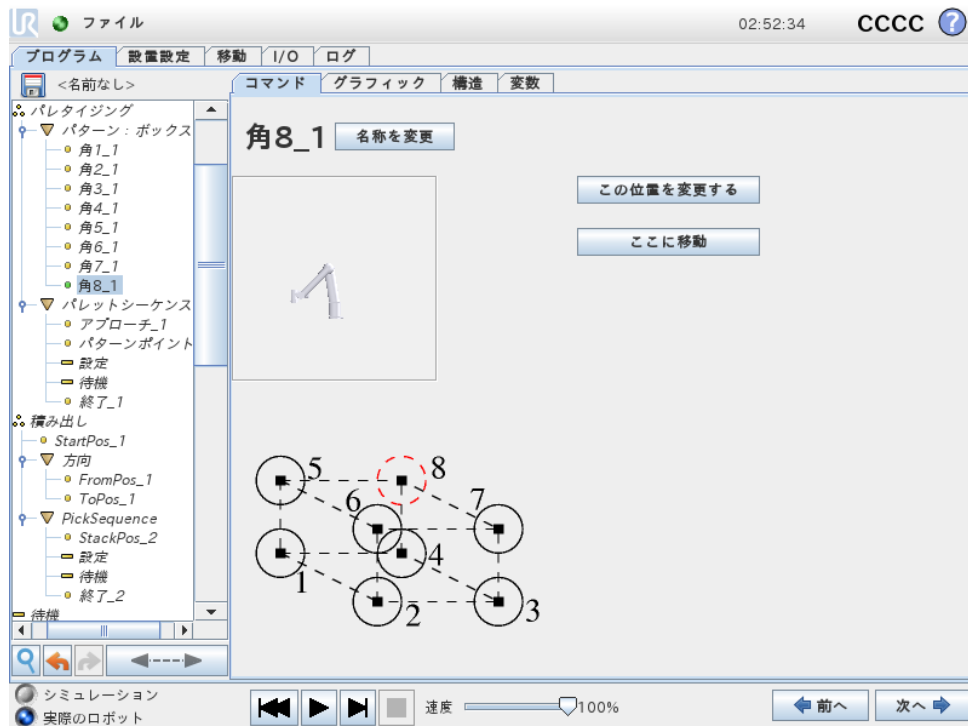 UR ファイル 02:52:34 CCCC ?
プログラム 設置設定 移動 I/O ログ
<名前なし>
コマンド グラフィック 構造 変数
パレタイジング
パターン：ボックス
角1_1
角2_1
角3_1
角4_1
角5_1
角6_1
角7_1
角8_1
パレットシーケンス
アプローチ_1
パターンポイント
設定
待機
終了_1
積み出し
StartPos_1
方向
FromPos_1
ToPos_1
PickSequence
StackPos_2
設定
待機
終了_2
待機
角8_1 名称を変更
この位置を変更する
ここに移動
5 8
6 7
1 4
2 3
シミュレーション
実際のロボット
速度 100%
前へ 次へ